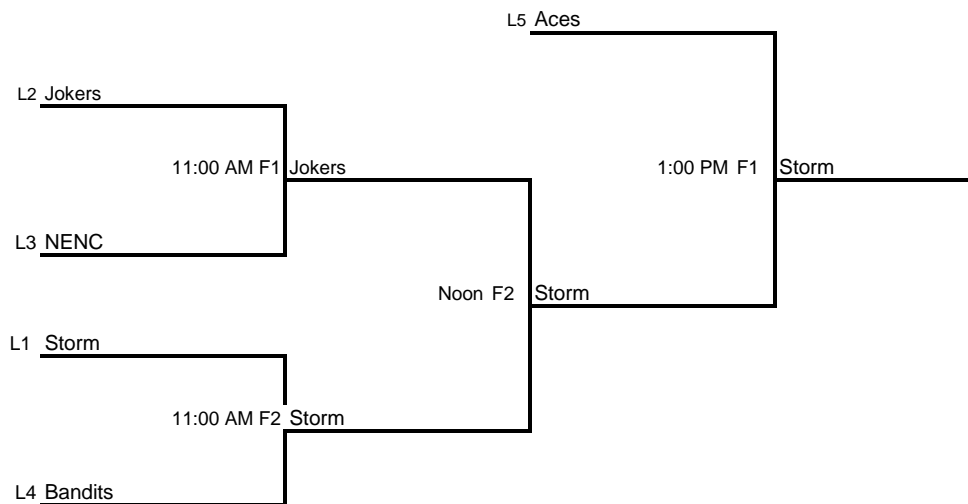 L5 Aces
L2 Jokers
11:00 AM F1 Jokers
1:00 PM F1 Storm
L3 NENC
Noon F2 Storm
L1 Storm
11:00 AM F2 Storm
L4 Bandits